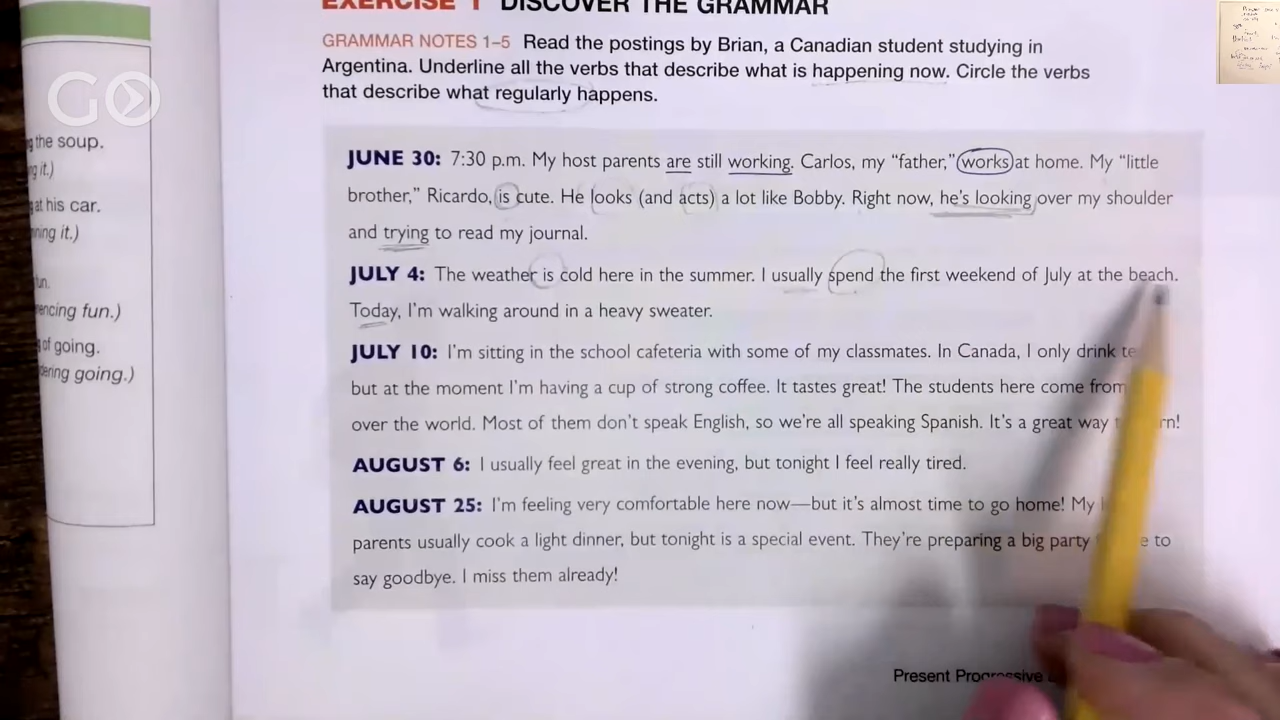 EXERCISE 1 DISCOVER THE GRAMMAR
GRAMMAR NOTES 1–5 Read the postings by Brian, a Canadian student studying in
Argentina. Underline all the verbs that describe what is happening now. Circle the verbs
that describe what regularly happens.
JUNE 30: 7:30 p.m. My host parents are still working. Carlos, my “father,” works at home. My “little
brother,” Ricardo, is cute. He looks (and acts) a lot like Bobby. Right now, he's looking over my shoulder
and trying to read my journal.
JULY 4: The weather is cold here in the summer. I usually spend the first weekend of July at the beach.
Today, I'm walking around in a heavy sweater.
JULY 10: I'm sitting in the school cafeteria with some of my classmates. In Canada, I only drink
but at the moment I'm having a cup of strong coffee. It tastes great! The students here come from
over the world. Most of them don't speak English, so we're all speaking Spanish. It's a great way
AUGUST 6: I usually feel great in the evening, but tonight I feel really tired.
AUGUST 25: I'm feeling very comfortable here now—but it's almost time to go home! My
parents usually cook a light dinner, but tonight is a special event. They're preparing a big party to
say goodbye. I miss them already!
Present Progressive
GO
the soup.
ng it.)
at his car.
ning it.)
fun.
encing fun.)
of going.
dering going.)